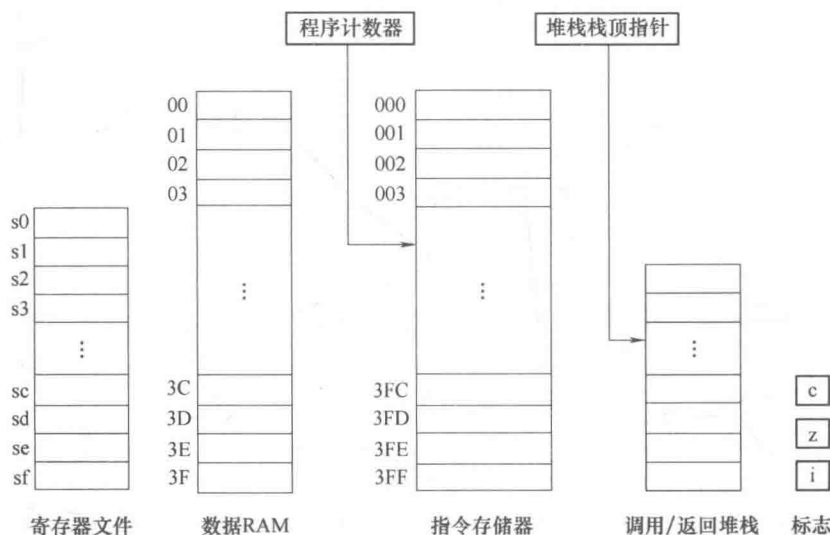 程序计数器
堆栈栈顶指针
00
01
02
03
⋮
3C
3D
3E
3F
000
001
002
003
⋮
3FC
3FD
3FE
3FF
s0
s1
s2
s3
⋮
sc
sd
se
sf
⋮
c
z
i
寄存器文件
数据RAM
指令存储器
调用/返回堆栈
标志